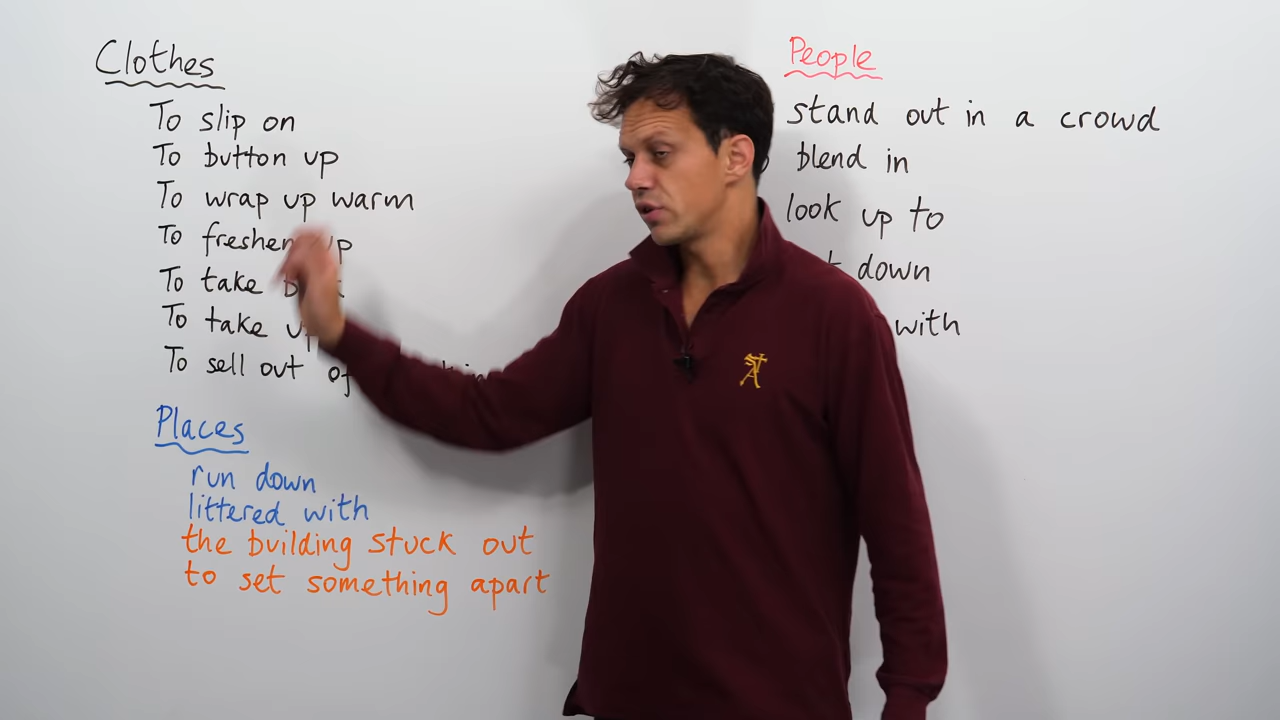 Clothes
To slip on
To button up
To wrap up warm
To freshen up
To take
To take up
To sell out of
Places
run down
littered with
the building stuck out
to set something apart
People
stand out in a crowd
blend in
look up to
down
with